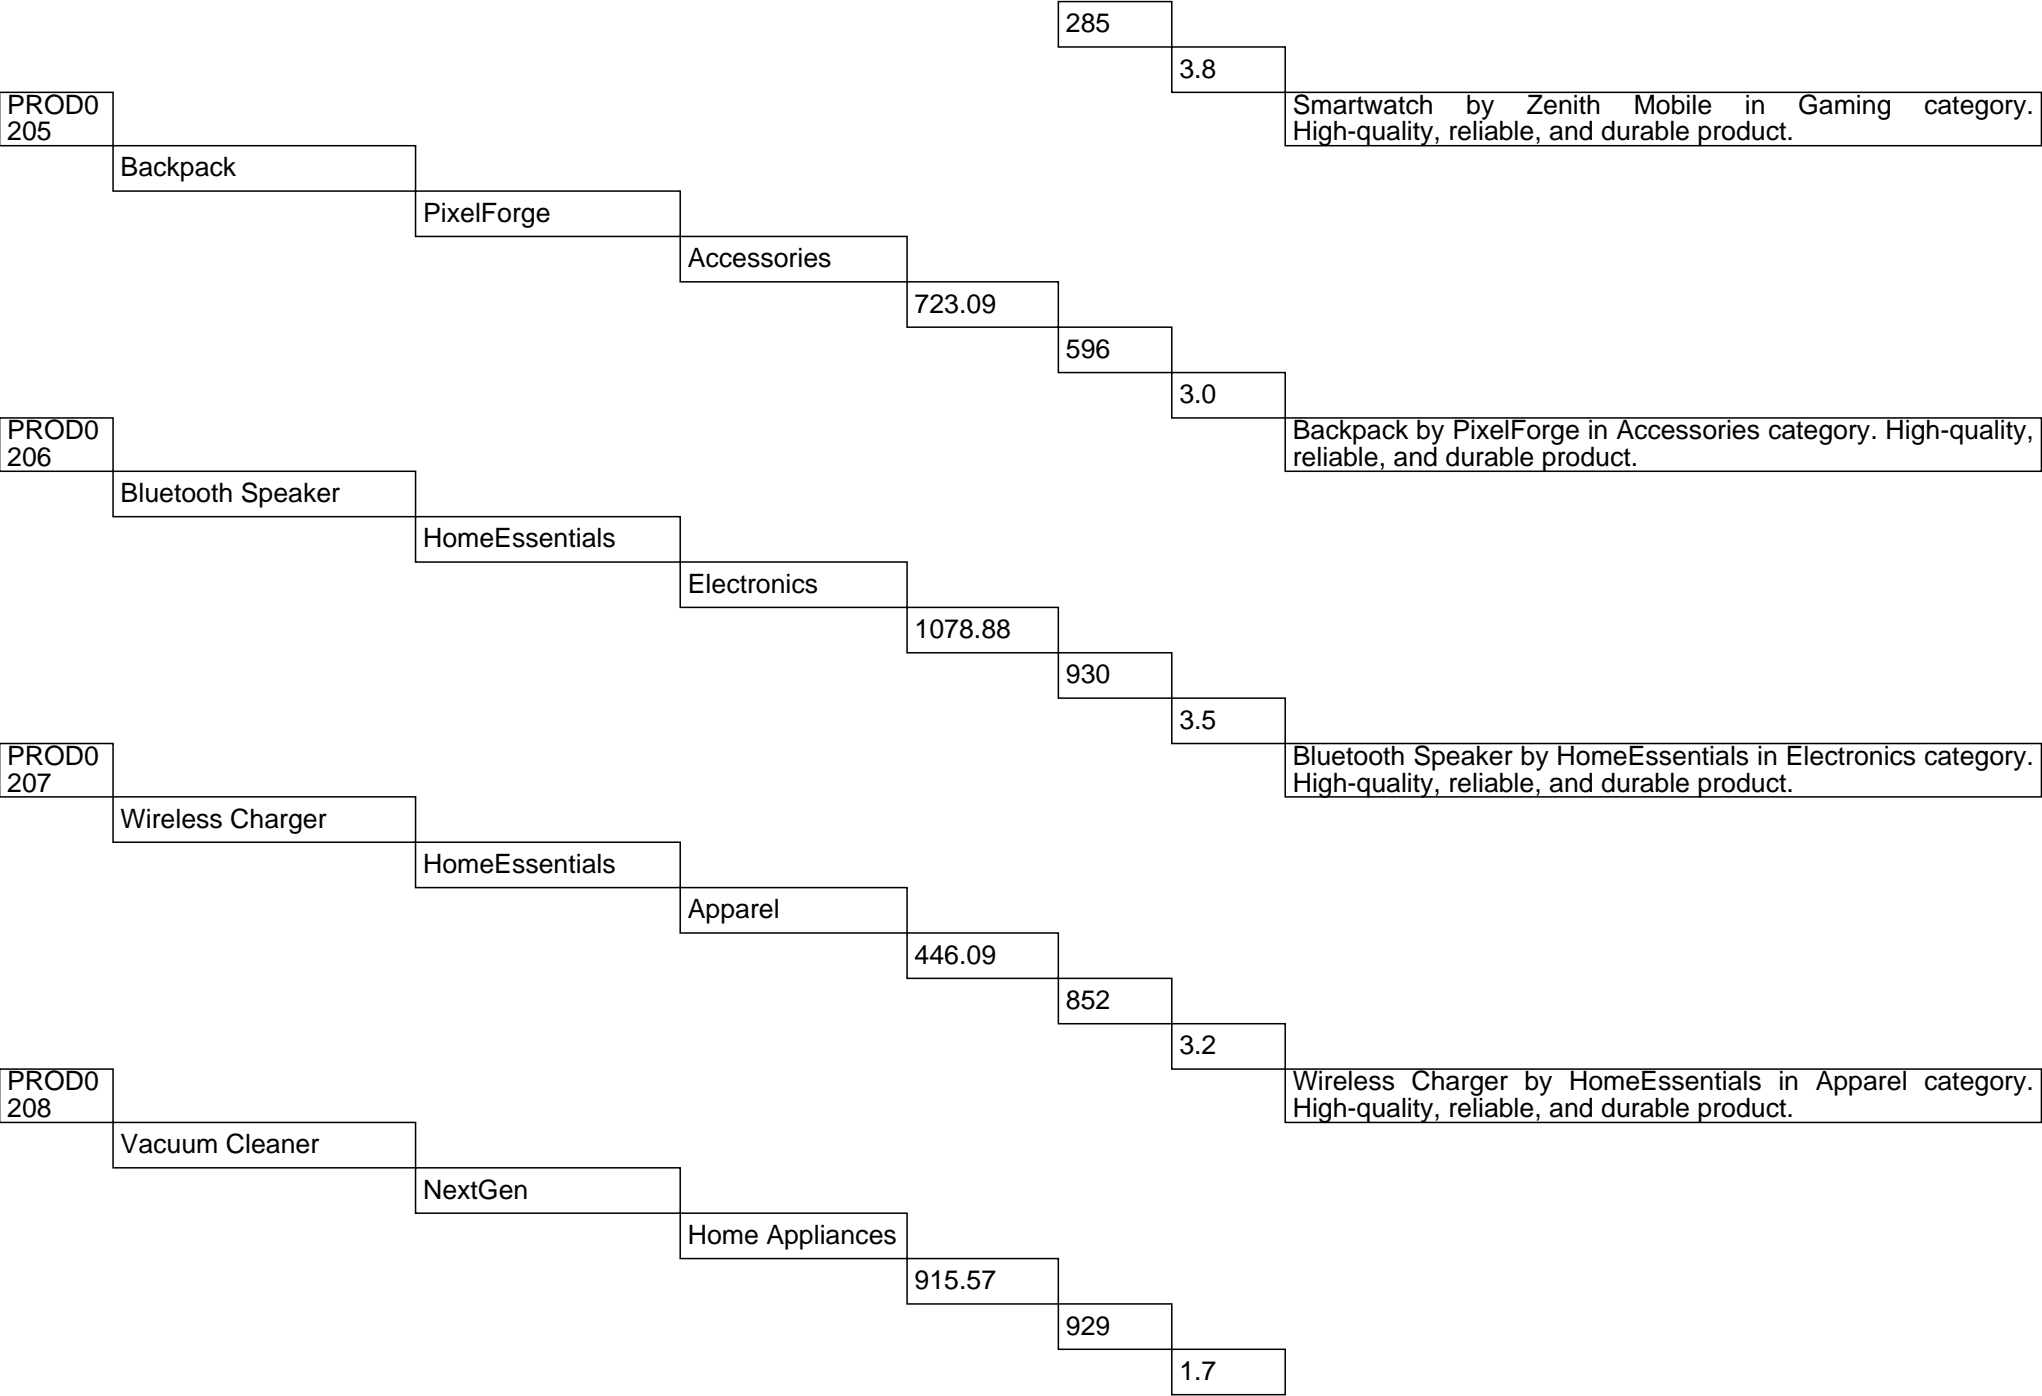 285
3.8
PROD0
205
Smartwatch by Zenith Mobile in Gaming category.
High-quality, reliable, and durable product.
Backpack
PixelForge
Accessories
723.09
596
3.0
PROD0
206
Backpack by PixelForge in Accessories category. High-quality,
reliable, and durable product.
Bluetooth Speaker
HomeEssentials
Electronics
1078.88
930
3.5
PROD0
207
Bluetooth Speaker by HomeEssentials in Electronics category.
High-quality, reliable, and durable product.
Wireless Charger
HomeEssentials
Apparel
446.09
852
3.2
PROD0
208
Wireless Charger by HomeEssentials in Apparel category.
High-quality, reliable, and durable product.
Vacuum Cleaner
NextGen
Home Appliances
915.57
929
1.7